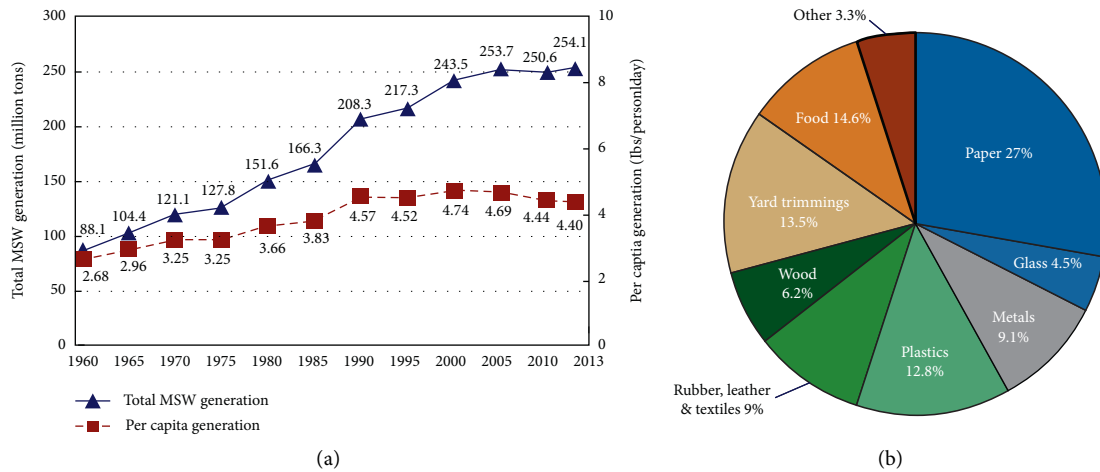 Total MSW generation (million tons)
300
250
200
150
100
50
0
88.1
104.4
121.1
127.8
151.6
166.3
208.3
217.3
243.5
253.7
250.6
254.1
2.68
2.96
3.25
3.25
3.66
3.83
4.57
4.52
4.74
4.69
4.44
4.40
10
8
6
4
2
0
Per captia generation (Ibs/personlday)
1960 1965 1970 1975 1980 1985 1990 1995 2000 2005 2010 2013
Total MSW generation
Per capita generation
(a)
Other 3.3%
Paper 27%
Glass 4.5%
Metals
9.1%
Plastics
12.8%
Rubber, leather
& textiles 9%
Wood
6.2%
Yard trimmings
13.5%
Food 14.6%
(b)